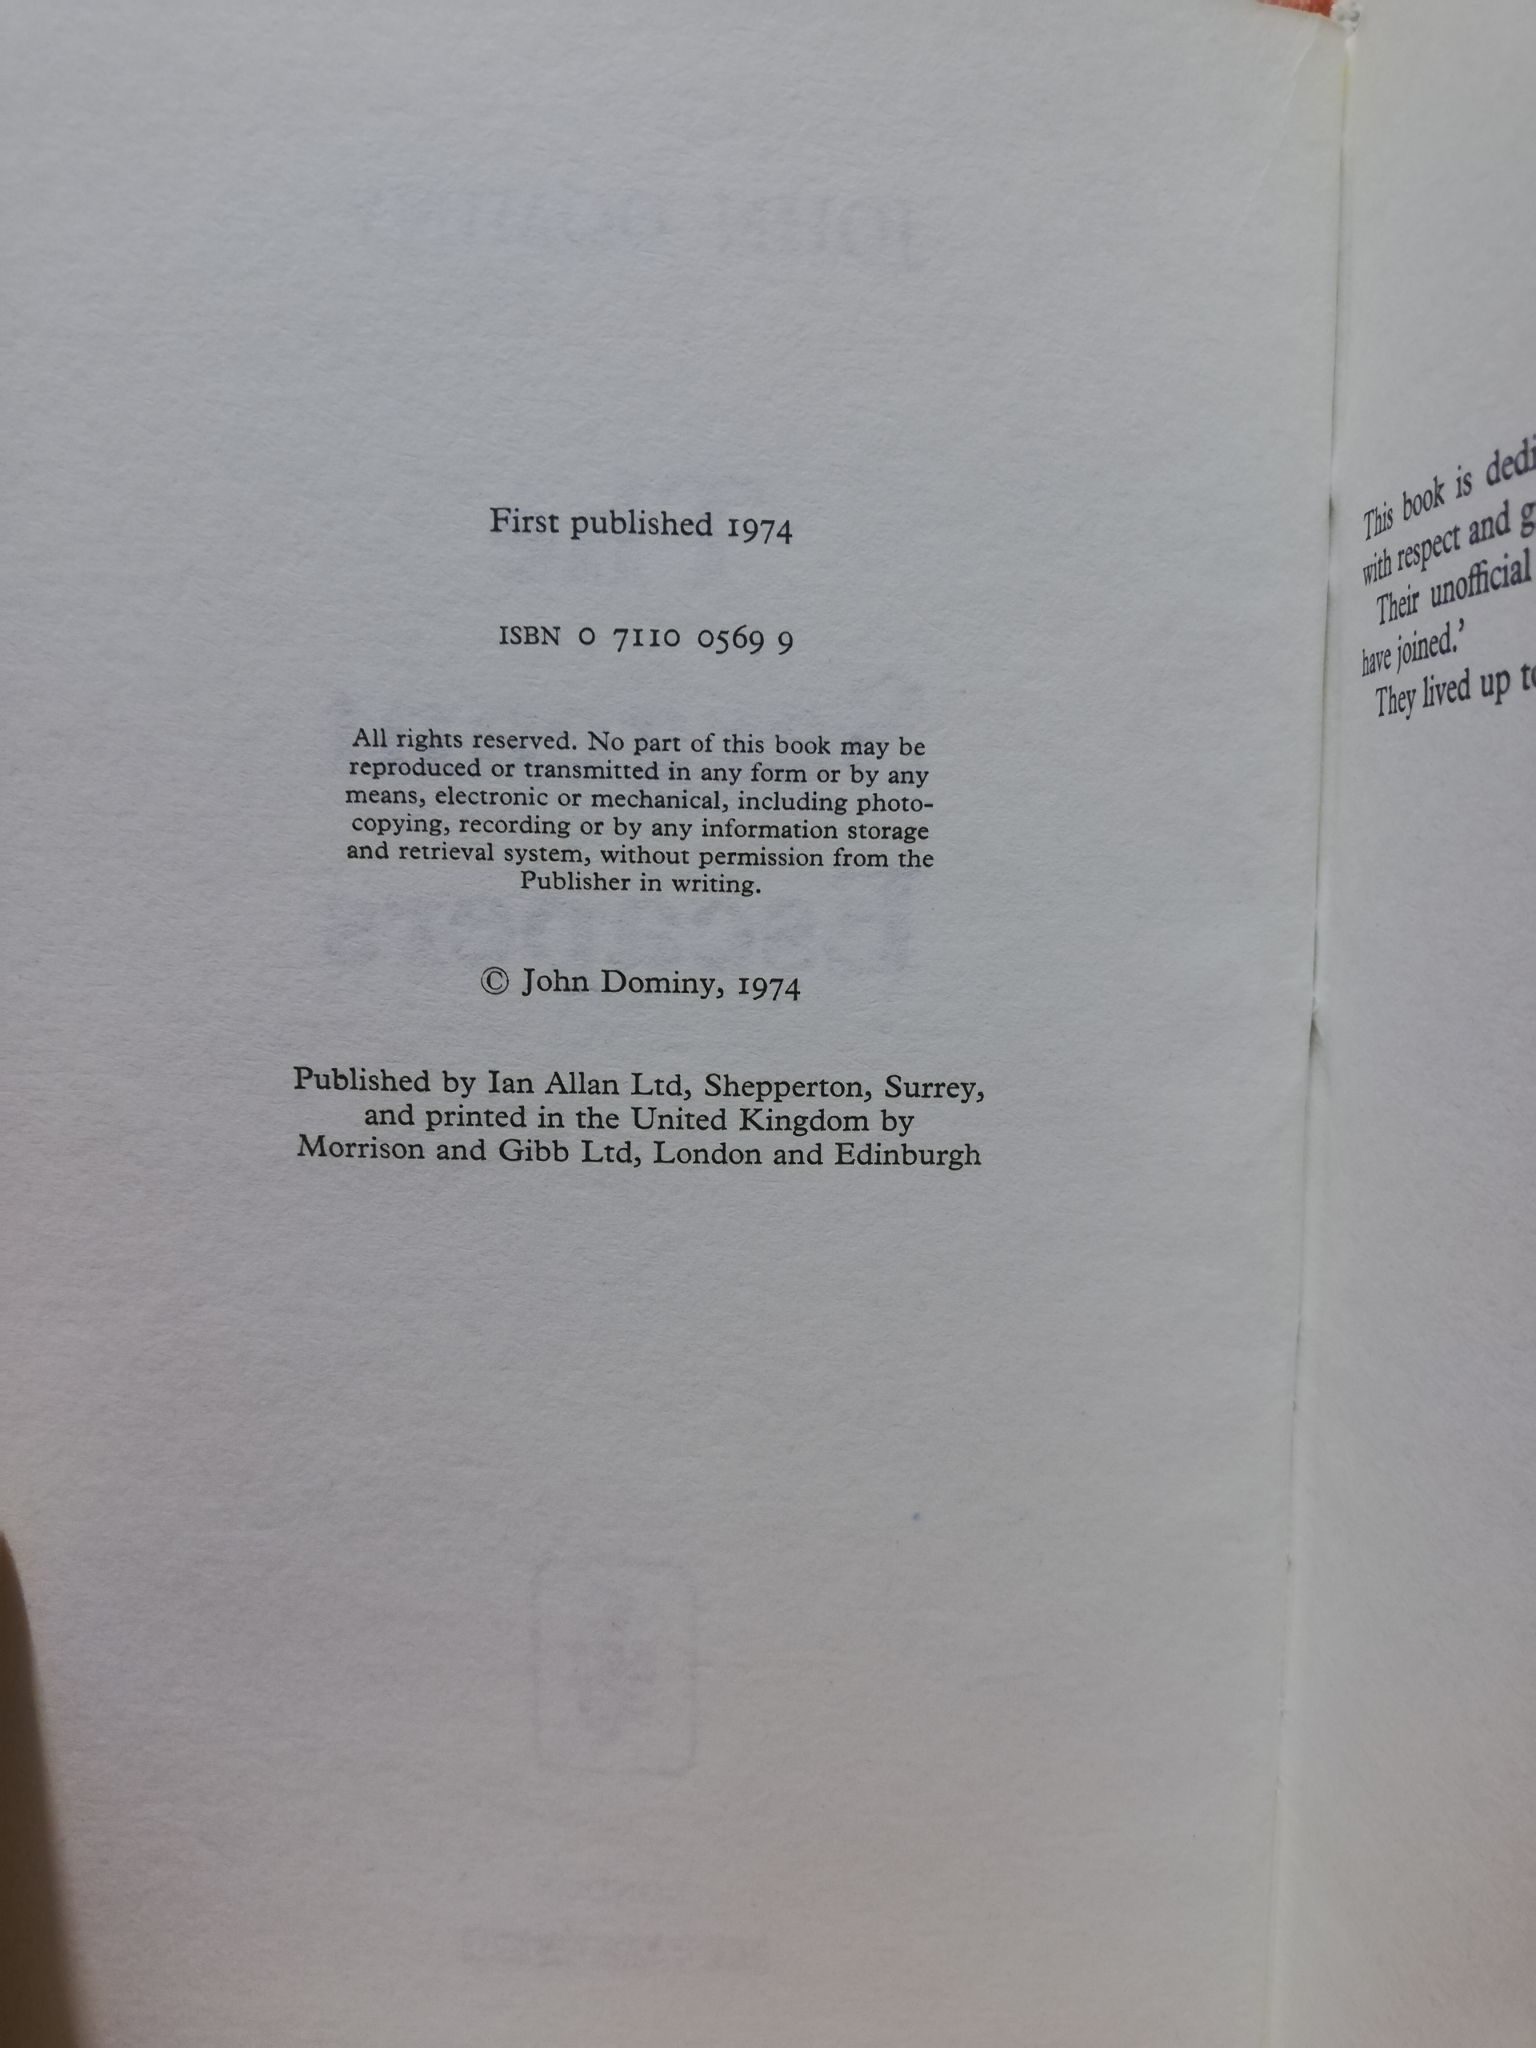 First published 1974
ISBN 0 7110 0569 9
All rights reserved. No part of this book may be
reproduced or transmitted in any form or by any
means, electronic or mechanical, including photo-
copying, recording or by any information storage
and retrieval system, without permission from the
Publisher in writing.
© John Dominy, 1974
Published by Ian Allan Ltd, Shepperton, Surrey,
and printed in the United Kingdom by
Morrison and Gibb Ltd, London and Edinburgh
This book is dedi
with respect and g
Their unofficial
have joined.’
They lived up to